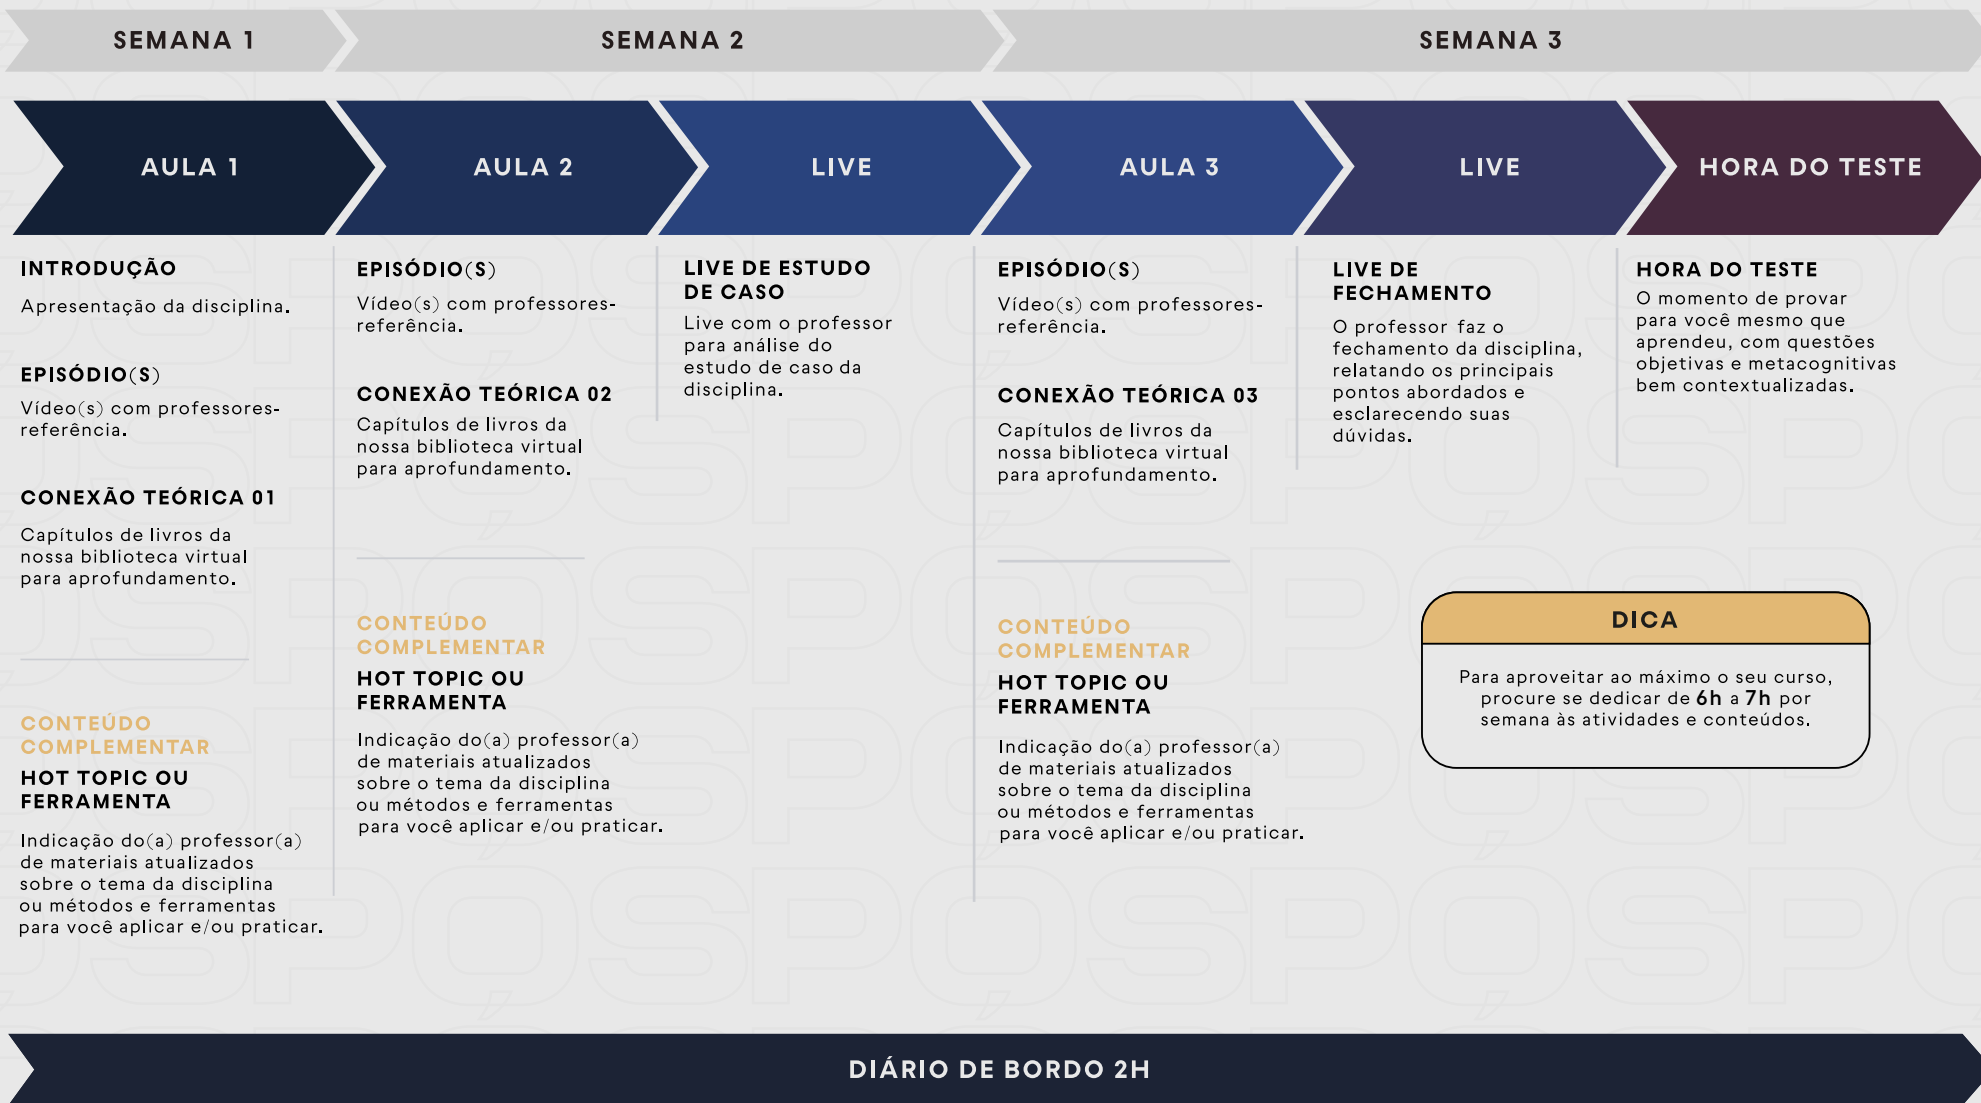 SEMANA 1
SEMANA 2
SEMANA 3
AULA 1
AULA 2
LIVE
AULA 3
LIVE
HORA DO TESTE
INTRODUÇÃO
Apresentação da disciplina.
EPISÓDIO(S)
Vídeo(s) com professores-
referência.
CONEXÃO TEÓRICA 01
Capítulos de livros da
nossa biblioteca virtual
para aprofundamento.
CONTEÚDO
COMPLEMENTAR
HOT TOPIC OU
FERRAMENTA
Indicação do(a) professor(a)
de materiais atualizados
sobre o tema da disciplina
ou métodos e ferramentas
para você aplicar e/ou praticar.
EPISÓDIO(S)
Vídeo(s) com professores-
referência.
CONEXÃO TEÓRICA 02
Capítulos de livros da
nossa biblioteca virtual
para aprofundamento.
CONTEÚDO
COMPLEMENTAR
HOT TOPIC OU
FERRAMENTA
Indicação do(a) professor(a)
de materiais atualizados
sobre o tema da disciplina
ou métodos e ferramentas
para você aplicar e/ou praticar.
LIVE DE ESTUDO
DE CASO
Live com o professor
para análise do
estudo de caso da
disciplina.
EPISÓDIO(S)
Vídeo(s) com professores-
referência.
CONEXÃO TEÓRICA 03
Capítulos de livros da
nossa biblioteca virtual
para aprofundamento.
CONTEÚDO
COMPLEMENTAR
HOT TOPIC OU
FERRAMENTA
Indicação do(a) professor(a)
de materiais atualizados
sobre o tema da disciplina
ou métodos e ferramentas
para você aplicar e/ou praticar.
LIVE DE
FECHAMENTO
O professor faz o
fechamento da disciplina,
relatando os principais
pontos abordados e
esclarecendo suas
dúvidas.
HORA DO TESTE
O momento de provar
para você mesmo que
aprendeu, com questões
objetivas e metacognitivas
bem contextualizadas.
DICA
Para aproveitar ao máximo o seu curso,
procure se dedicar de 6h a 7h por
semana às atividades e conteúdos.
DIÁRIO DE BORDO 2H